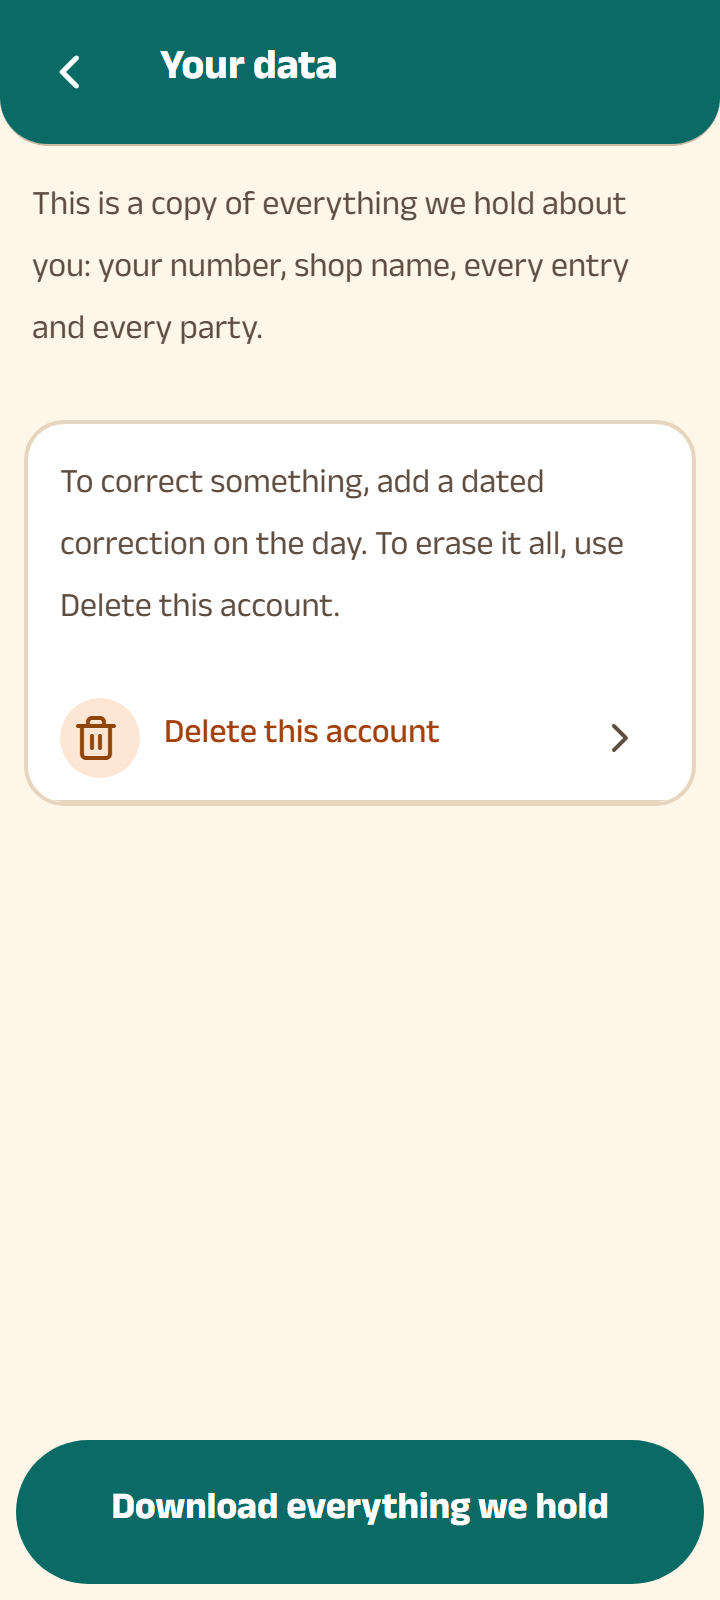 Your data
This is a copy of everything we hold about
you: your number, shop name, every entry
and every party.
To correct something, add a dated
correction on the day. To erase it all, use
Delete this account.
Delete this account
Download everything we hold